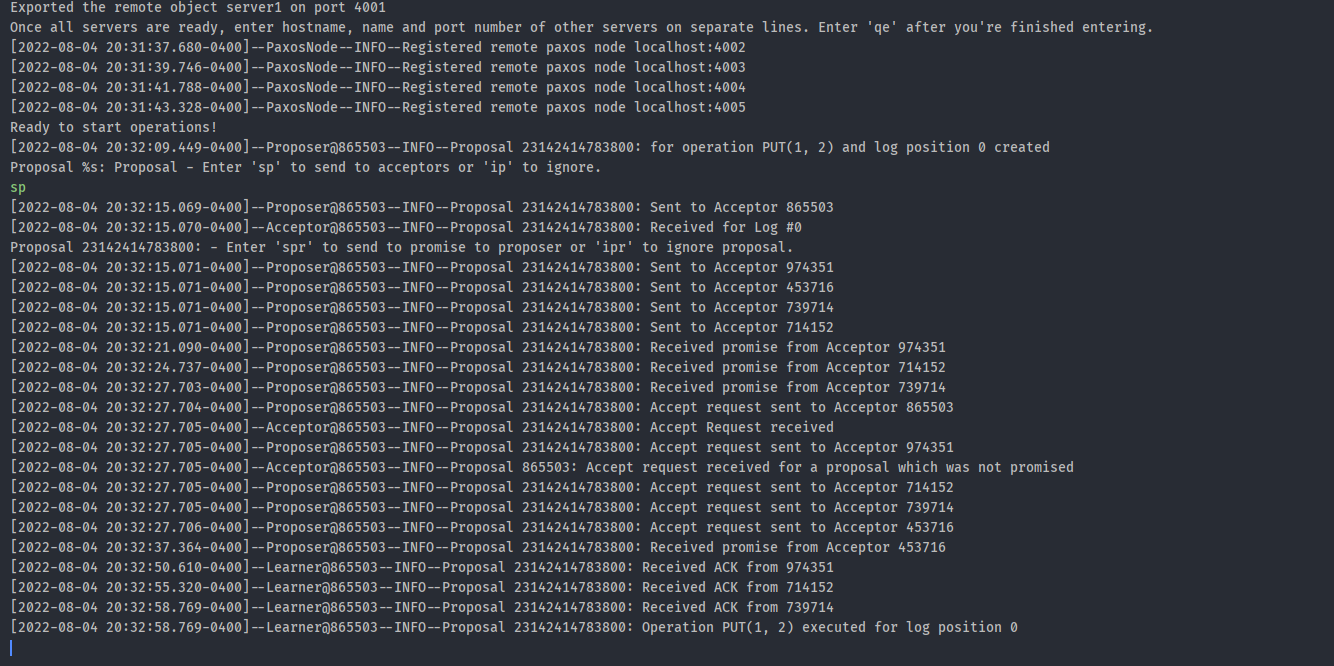 Exported the remote object server1 on port 4001
Once all servers are ready, enter hostname, name and port number of other servers on separate lines. Enter 'qe' after you're finished entering.
[2022-08-04 20:31:37.680-0400]--PaxosNode--INFO--Registered remote paxos node localhost:4002
[2022-08-04 20:31:39.746-0400]--PaxosNode--INFO--Registered remote paxos node localhost:4003
[2022-08-04 20:31:41.788-0400]--PaxosNode--INFO--Registered remote paxos node localhost:4004
[2022-08-04 20:31:43.328-0400]--PaxosNode--INFO--Registered remote paxos node localhost:4005
Ready to start operations!
[2022-08-04 20:32:09.449-0400]--Proposer@865503--INFO--Proposal 23142414783800: for operation PUT(1, 2) and log position 0 created
Proposal %s: Proposal - Enter 'sp' to send to acceptors or 'ip' to ignore.
sp
[2022-08-04 20:32:15.069-0400]--Proposer@865503--INFO--Proposal 23142414783800: Sent to Acceptor 865503
[2022-08-04 20:32:15.070-0400]--Acceptor@865503--INFO--Proposal 23142414783800: Received for Log #0
Proposal 23142414783800: - Enter 'spr' to send to promise to proposer or 'ipr' to ignore proposal.
[2022-08-04 20:32:15.071-0400]--Proposer@865503--INFO--Proposal 23142414783800: Sent to Acceptor 974351
[2022-08-04 20:32:15.071-0400]--Proposer@865503--INFO--Proposal 23142414783800: Sent to Acceptor 453716
[2022-08-04 20:32:15.071-0400]--Proposer@865503--INFO--Proposal 23142414783800: Sent to Acceptor 739714
[2022-08-04 20:32:15.071-0400]--Proposer@865503--INFO--Proposal 23142414783800: Sent to Acceptor 714152
[2022-08-04 20:32:21.090-0400]--Proposer@865503--INFO--Proposal 23142414783800: Received promise from Acceptor 974351
[2022-08-04 20:32:24.737-0400]--Proposer@865503--INFO--Proposal 23142414783800: Received promise from Acceptor 714152
[2022-08-04 20:32:27.703-0400]--Proposer@865503--INFO--Proposal 23142414783800: Received promise from Acceptor 739714
[2022-08-04 20:32:27.704-0400]--Proposer@865503--INFO--Proposal 23142414783800: Accept request sent to Acceptor 865503
[2022-08-04 20:32:27.705-0400]--Acceptor@865503--INFO--Proposal 23142414783800: Accept Request received
[2022-08-04 20:32:27.705-0400]--Proposer@865503--INFO--Proposal 23142414783800: Accept request sent to Acceptor 974351
[2022-08-04 20:32:27.705-0400]--Acceptor@865503--INFO--Proposal 865503: Accept request received for a proposal which was not promised
[2022-08-04 20:32:27.705-0400]--Proposer@865503--INFO--Proposal 23142414783800: Accept request sent to Acceptor 714152
[2022-08-04 20:32:27.705-0400]--Proposer@865503--INFO--Proposal 23142414783800: Accept request sent to Acceptor 739714
[2022-08-04 20:32:27.706-0400]--Proposer@865503--INFO--Proposal 23142414783800: Accept request sent to Acceptor 453716
[2022-08-04 20:32:37.364-0400]--Proposer@865503--INFO--Proposal 23142414783800: Received promise from Acceptor 453716
[2022-08-04 20:32:50.610-0400]--Learner@865503--INFO--Proposal 23142414783800: Received ACK from 974351
[2022-08-04 20:32:55.320-0400]--Learner@865503--INFO--Proposal 23142414783800: Received ACK from 714152
[2022-08-04 20:32:58.769-0400]--Learner@865503--INFO--Proposal 23142414783800: Received ACK from 739714
[2022-08-04 20:32:58.769-0400]--Learner@865503--INFO--Proposal 23142414783800: Operation PUT(1, 2) executed for log position 0